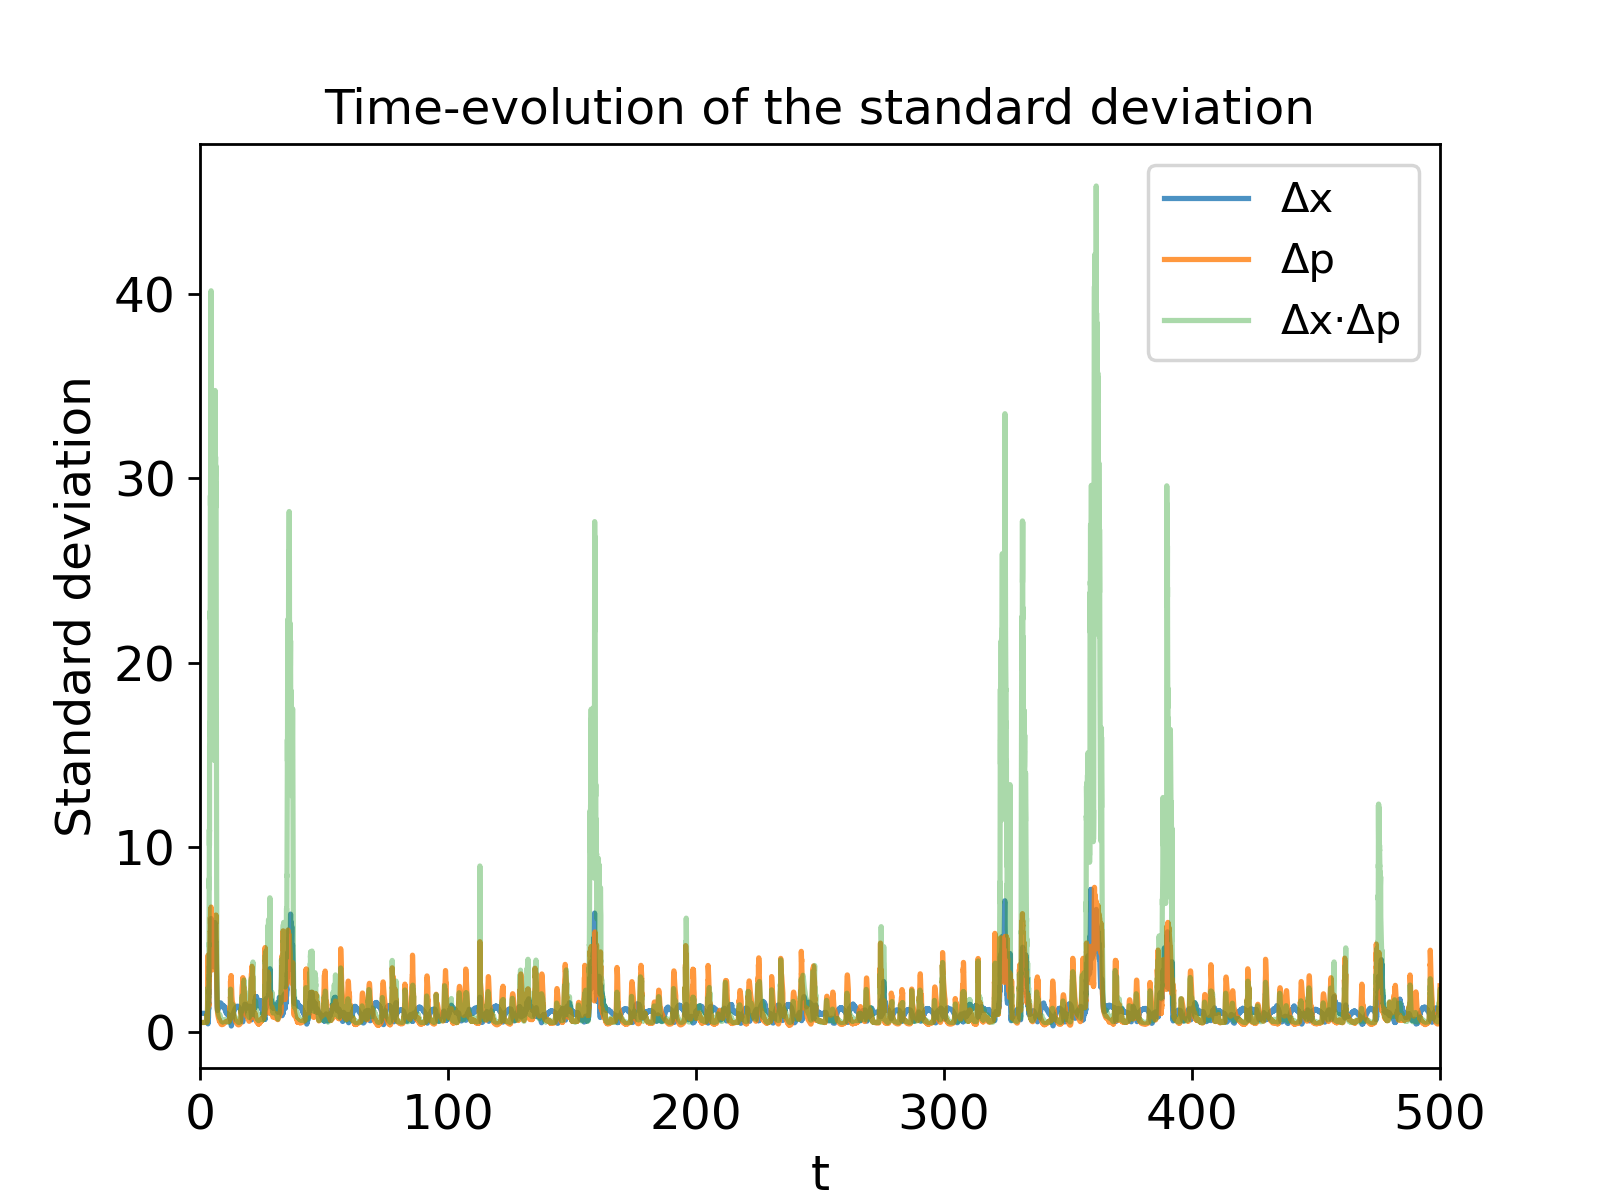 Time-evolution of the standard deviation
Δx
Δp
Δx·Δp
Standard deviation
40
30
20
10
0
0 100 200 300 400 500
t